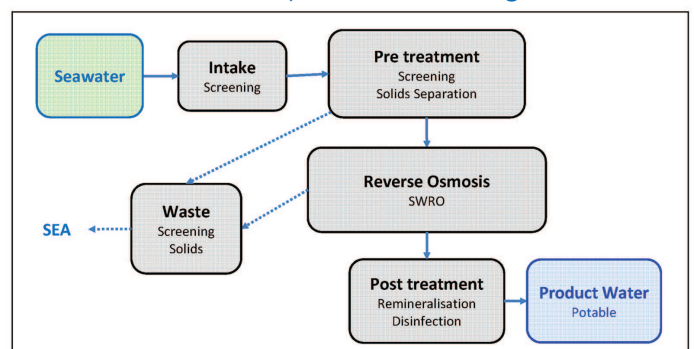 Seawater
Intake
Screening
Pre treatment
Screening
Solids Separation
Reverse Osmosis
SWRO
Waste
Screening
Solids
SEA
Post treatment
Remineralisation
Disinfection
Product Water
Potable